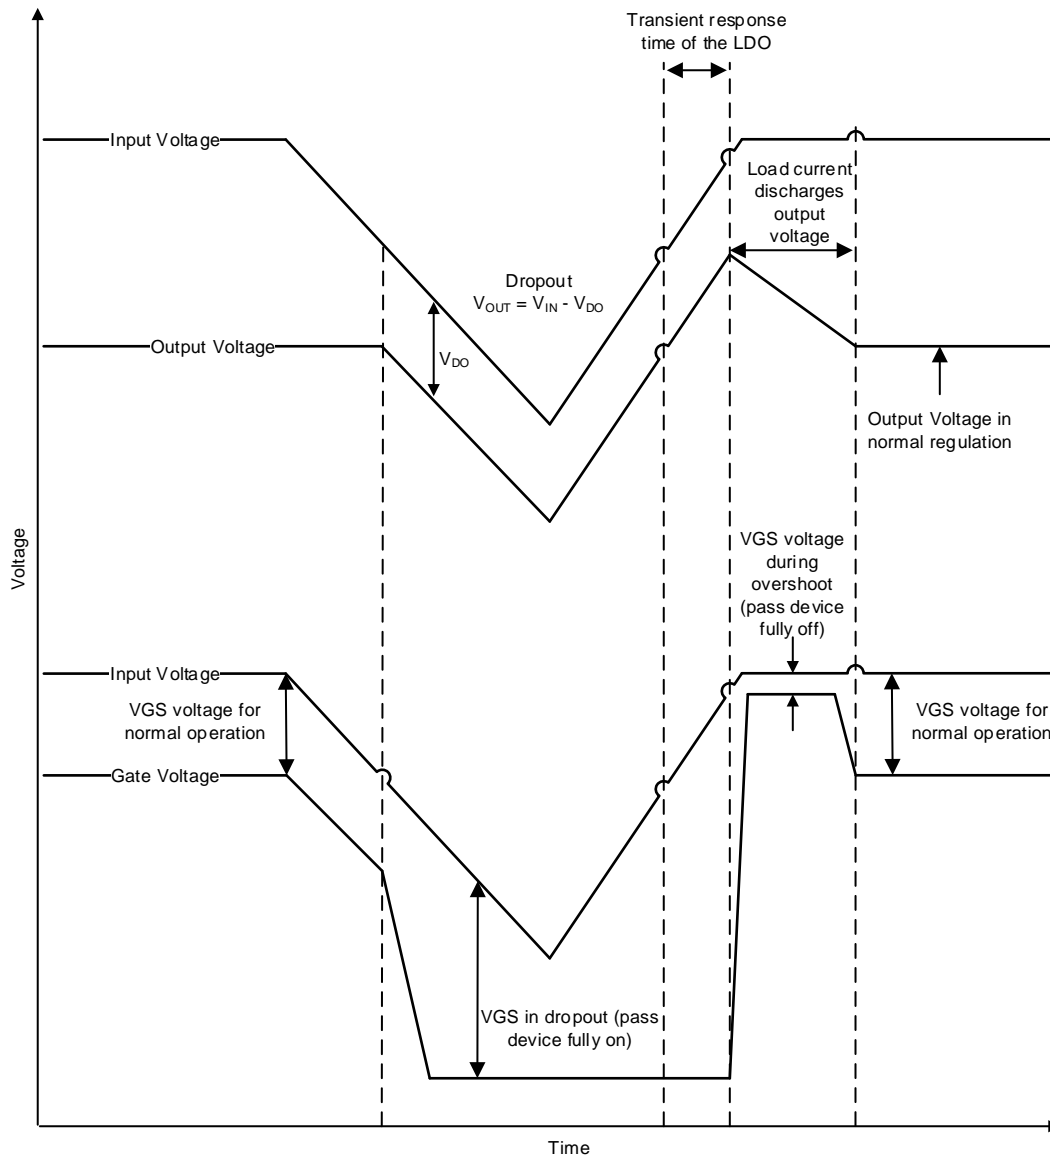 Transient response
time of the LDO
Input Voltage
Load current
discharges
output
voltage
Dropout
VOUT = VIN - VDO
Output Voltage
VDO
Output Voltage in
normal regulation
VGS voltage
during
overshoot
(pass device
fully off)
Voltage
Input Voltage
VGS voltage for
normal operation
VGS voltage for
normal operation
Gate Voltage
VGS in dropout (pass
device fully on)
Time